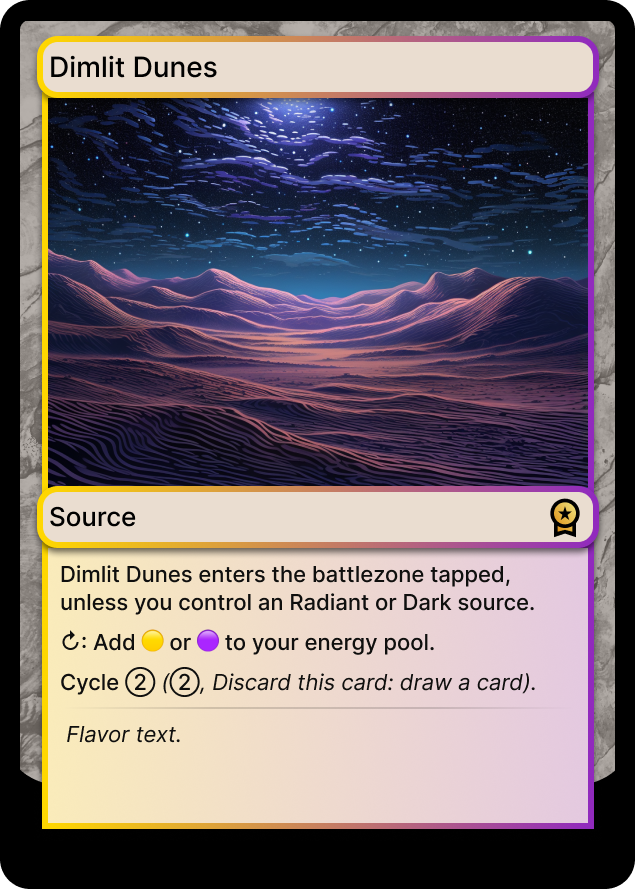 Dimlit Dunes
Source
Dimlit Dunes enters the battlezone tapped,
unless you control an Radiant or Dark source.
↻: Add 🟡 or 🟣 to your energy pool.
Cycle ② (②, Discard this card: draw a card).
Flavor text.